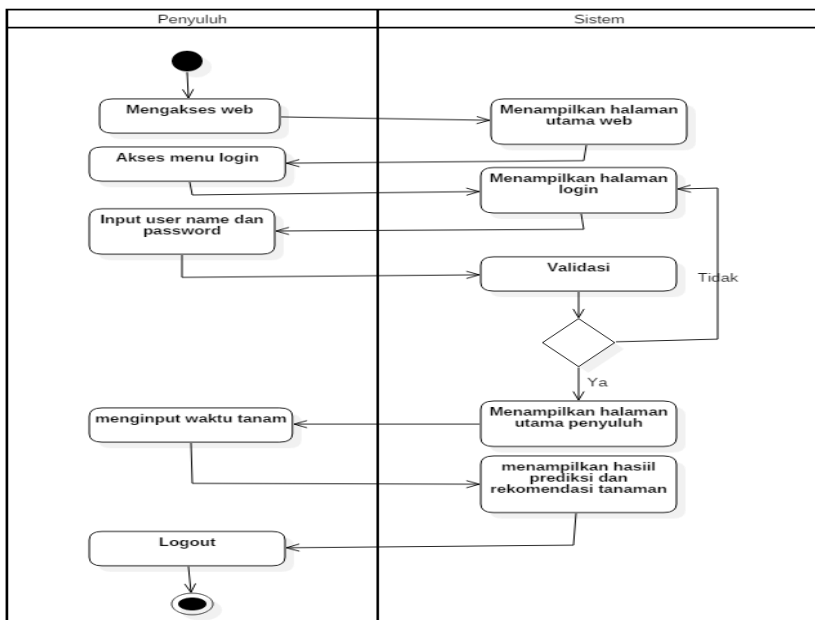 Penyuluh
Sistem
Mengakses web
Menampilkan halaman
utama web
Akses menu login
Menampilkan halaman
login
Input user name dan
password
Validasi
Tidak
Ya
Menampilkan halaman
utama penyuluh
menginput waktu tanam
menampilkan hasiil
prediksi dan
rekomendasi tanaman
Logout